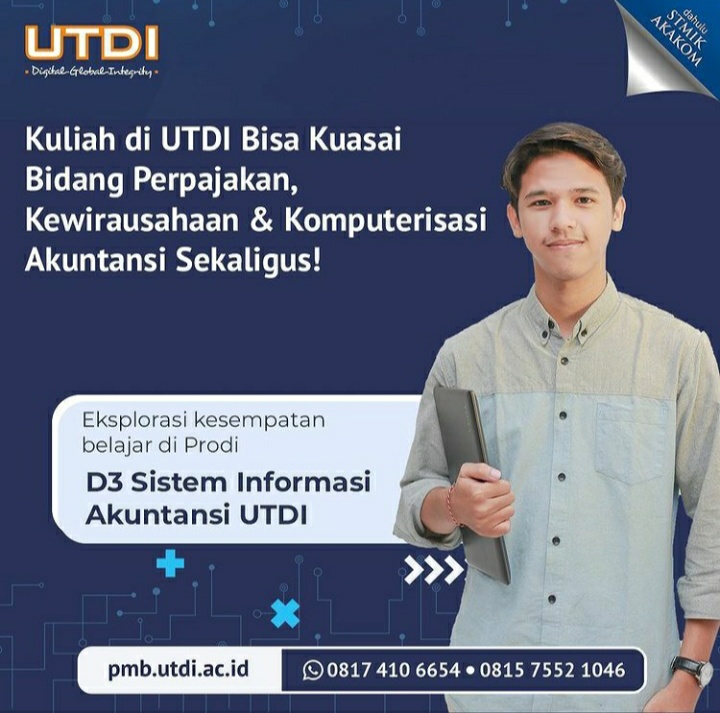 UTDI
• Digital-Global-Integrity •
dahulu
STMIK
AKAKOM
Kuliah di UTDI Bisa Kuasai
Bidang Perpajakan,
Kewirausahaan & Komputerisasi
Akuntansi Sekaligus!
Eksplorasi kesempatan
belajar di Prodi
D3 Sistem Informasi
Akuntansi UTDI
pmb.utdi.ac.id
0817 410 6654 • 0815 7552 1046